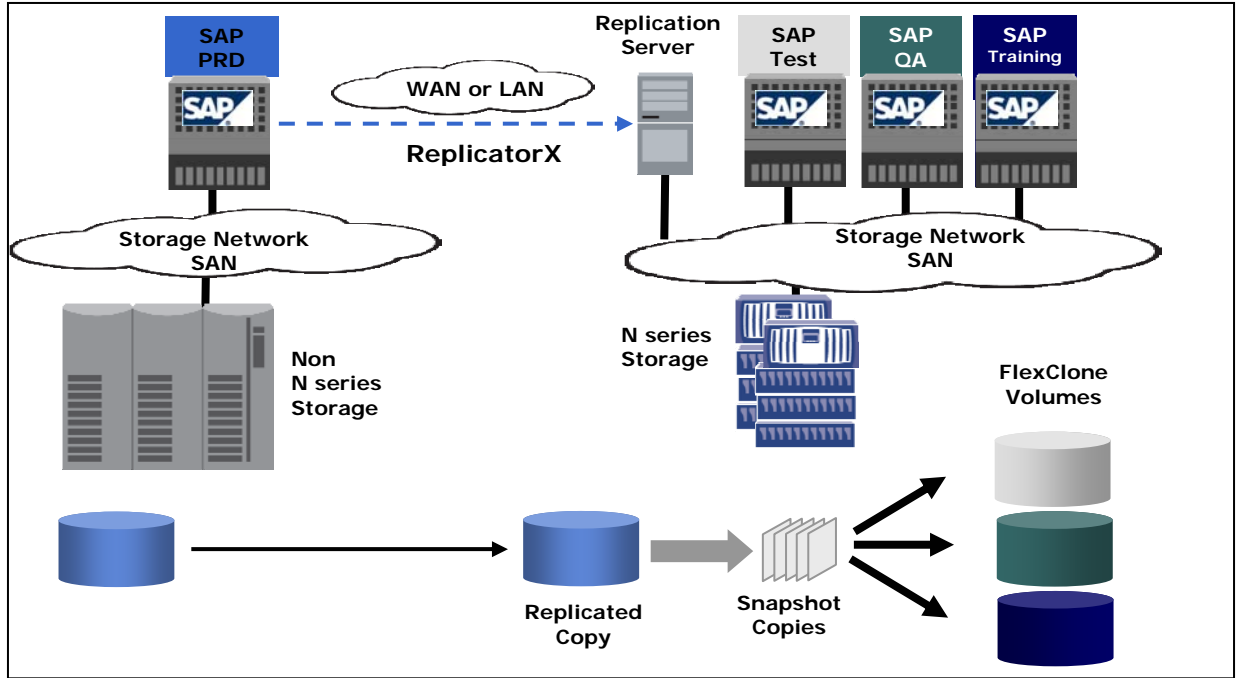 SAP
PRD
Replication
Server
SAP
Test
SAP
QA
SAP
Training
WAN or LAN
SAP
SAP
SAP
SAP
ReplicatorX
Storage Network
SAN
Storage Network
SAN
Non
N series
Storage
N series
Storage
FlexClone
Volumes
Replicated
Copy
Snapshot
Copies